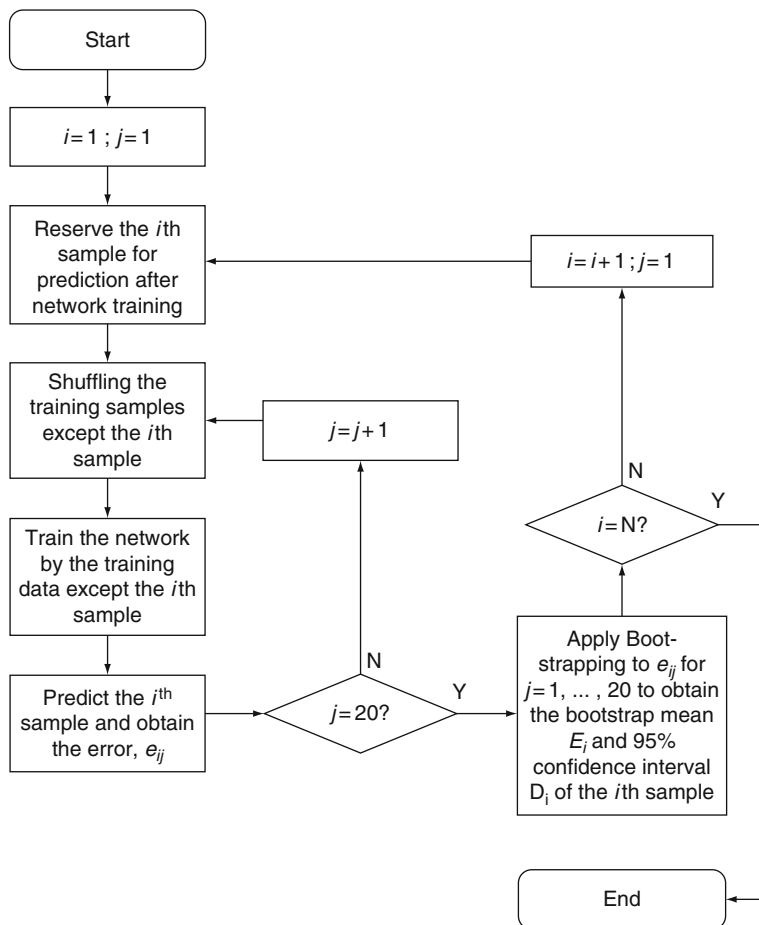 Start
i=1 ; j=1
Reserve the ith
sample for
prediction after
network training
i=i+1 ; j=1
Shuffling the
training samples
except the ith
sample
j=j+1
N
Y
i=N?
Train the network
by the training
data except the ith
sample
N
Y
Predict the ith
sample and obtain
the error, eij
j=20?
Apply Boot-
strapping to eij for
j=1, ... , 20 to obtain
the bootstrap mean
Ei and 95%
confidence interval
Di of the ith sample
End